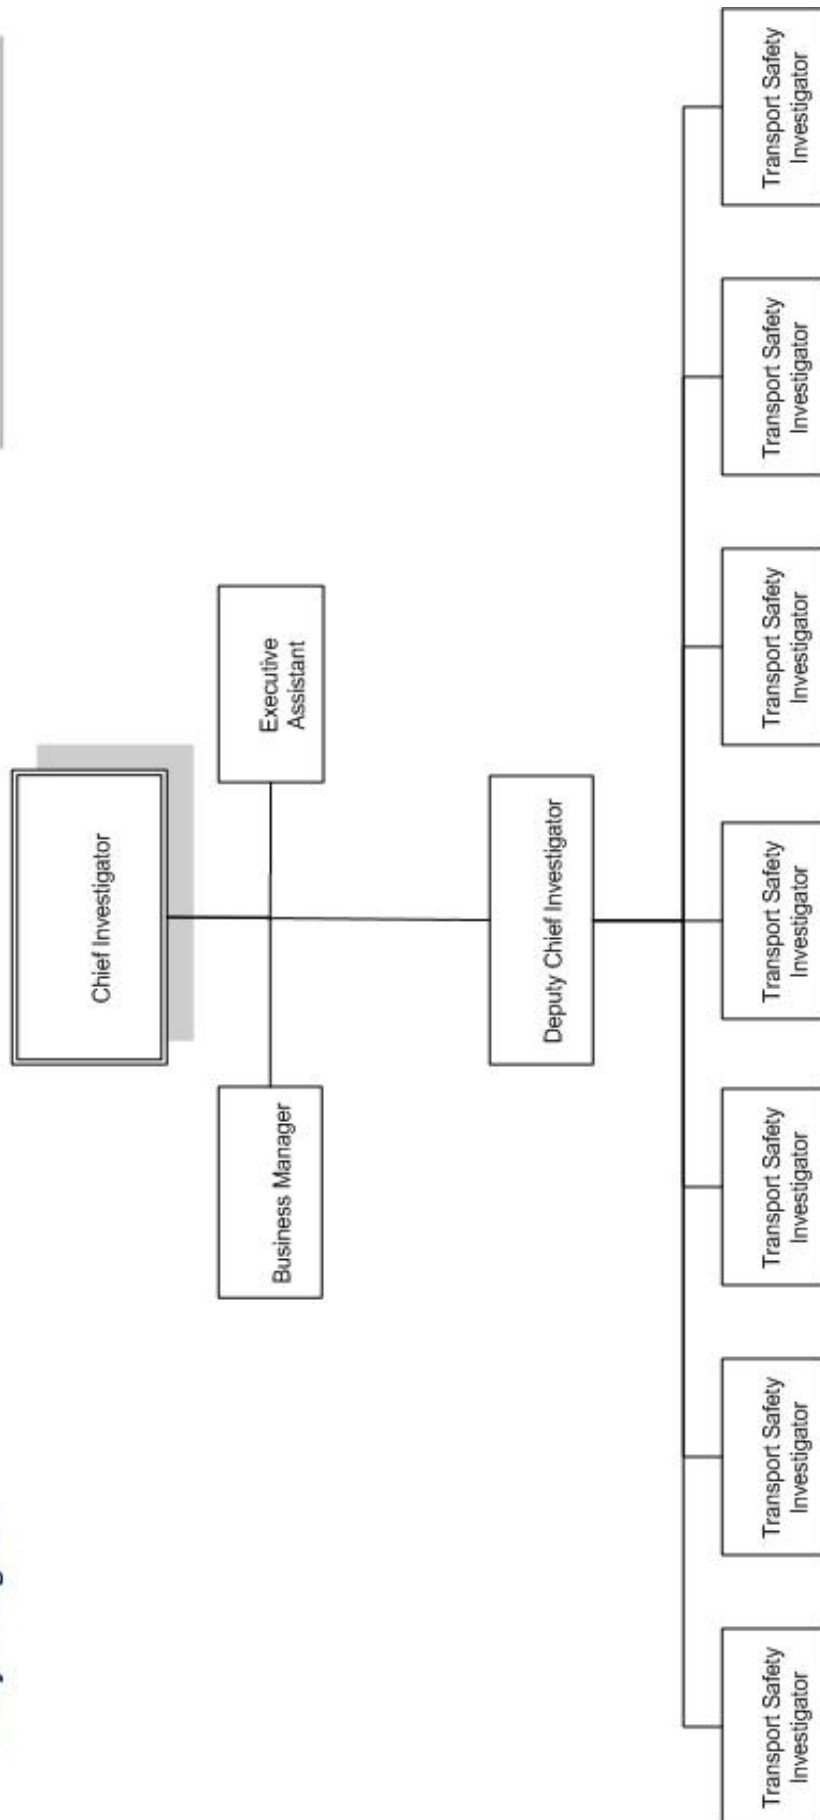 Chief Investigator
Business Manager
Executive
Assistant
Deputy Chief Investigator
Transport Safety
Investigator
Transport Safety
Investigator
Transport Safety
Investigator
Transport Safety
Investigator
Transport Safety
Investigator
Transport Safety
Investigator
Transport Safety
Investigator